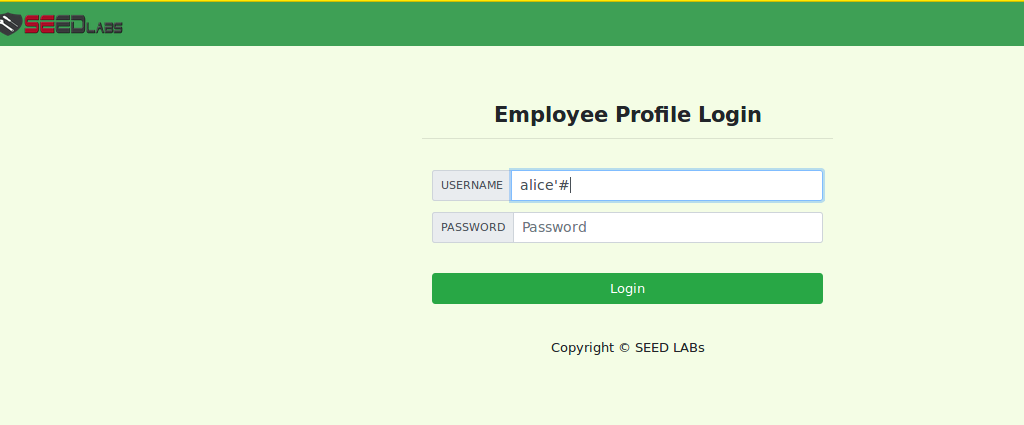 SEEDLABS
Employee Profile Login
USERNAME alice'#
PASSWORD Password
Login
Copyright © SEED LABs